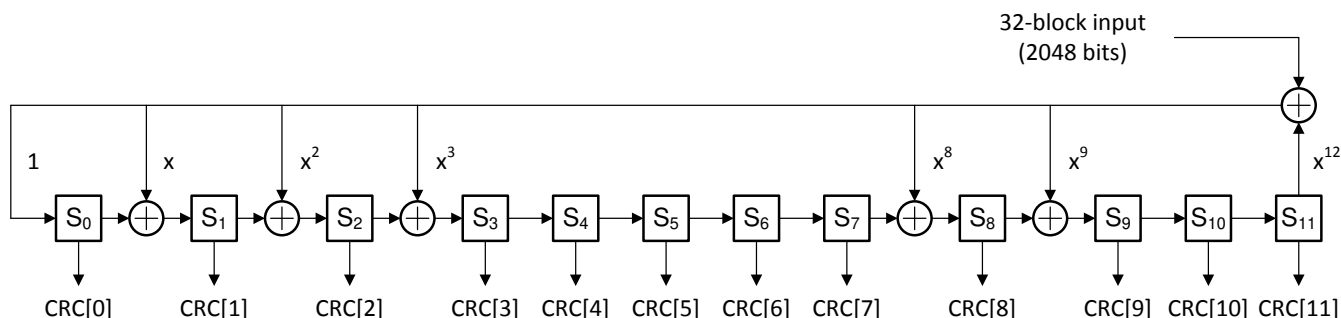 32-block input
(2048 bits)
1 x x² x³ x⁸ x⁹ x¹²
S₀ S₁ S₂ S₃ S₄ S₅ S₆ S₇ S₈ S₉ S₁₀ S₁₁
CRC[0] CRC[1] CRC[2] CRC[3] CRC[4] CRC[5] CRC[6] CRC[7] CRC[8] CRC[9] CRC[10] CRC[11]